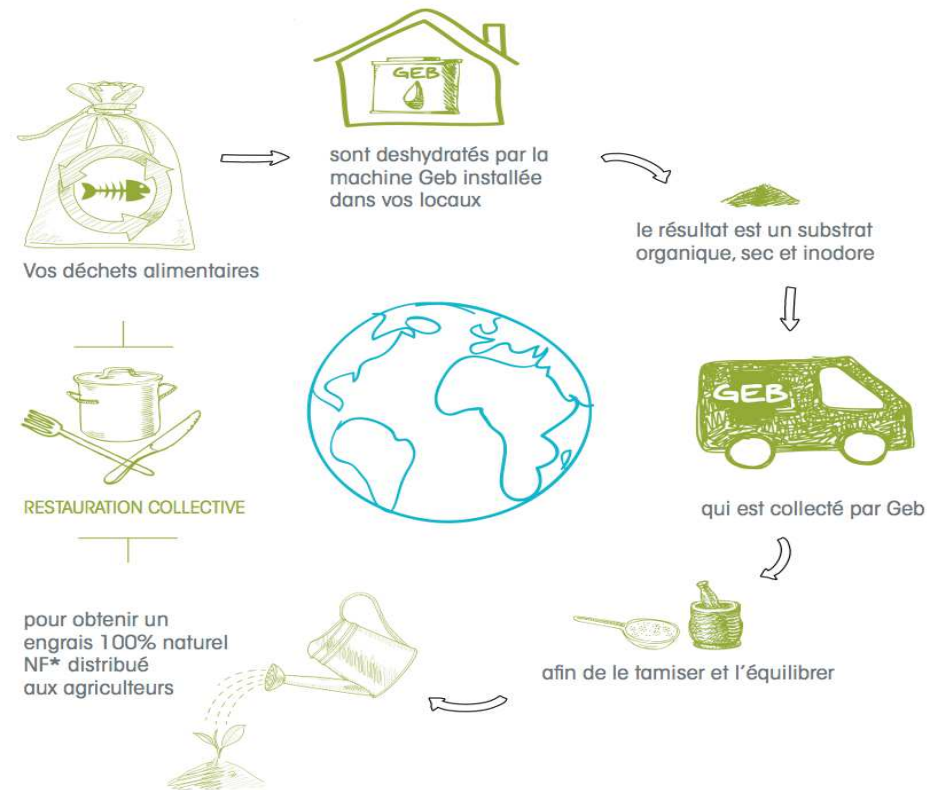 GEB
sont deshydratés par la
machine Geb installée
dans vos locaux
Vos déchets alimentaires
le résultat est un substrat
organique, sec et inodore
GEB
RESTAURATION COLLECTIVE
qui est collecté par Geb
afin de le tamiser et l'équilibrer
pour obtenir un
engrais 100% naturel
NF* distribué
aux agriculteurs